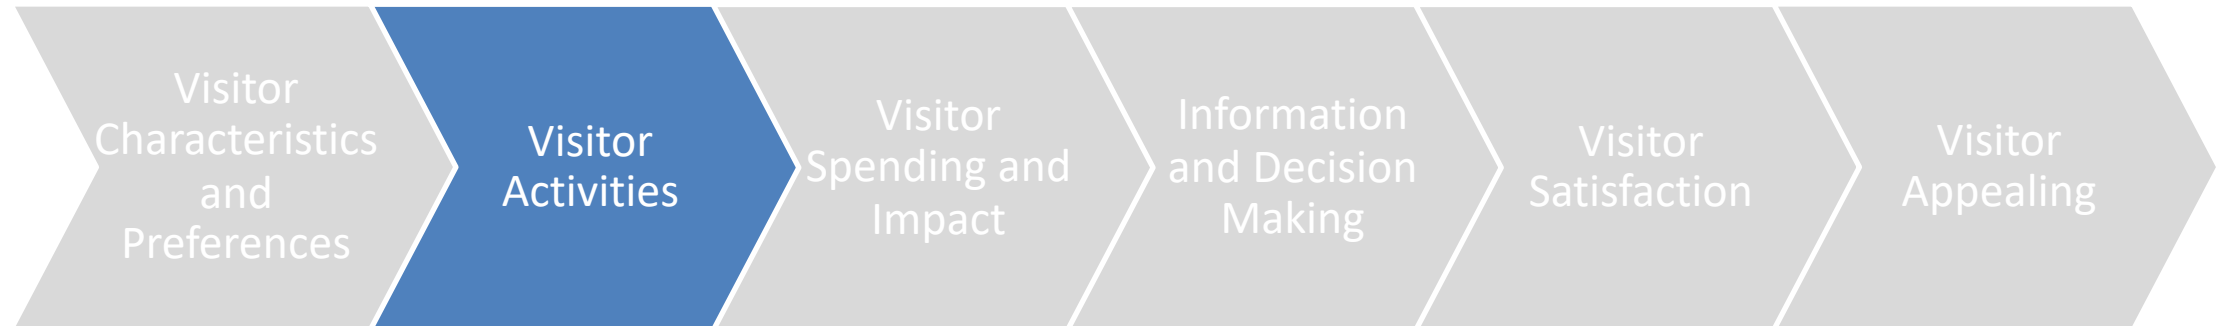 Visitor
Characteristics
and
Preferences
Visitor
Activities
Visitor
Spending and
Impact
Information
and Decision
Making
Visitor
Satisfaction
Visitor
Appealing